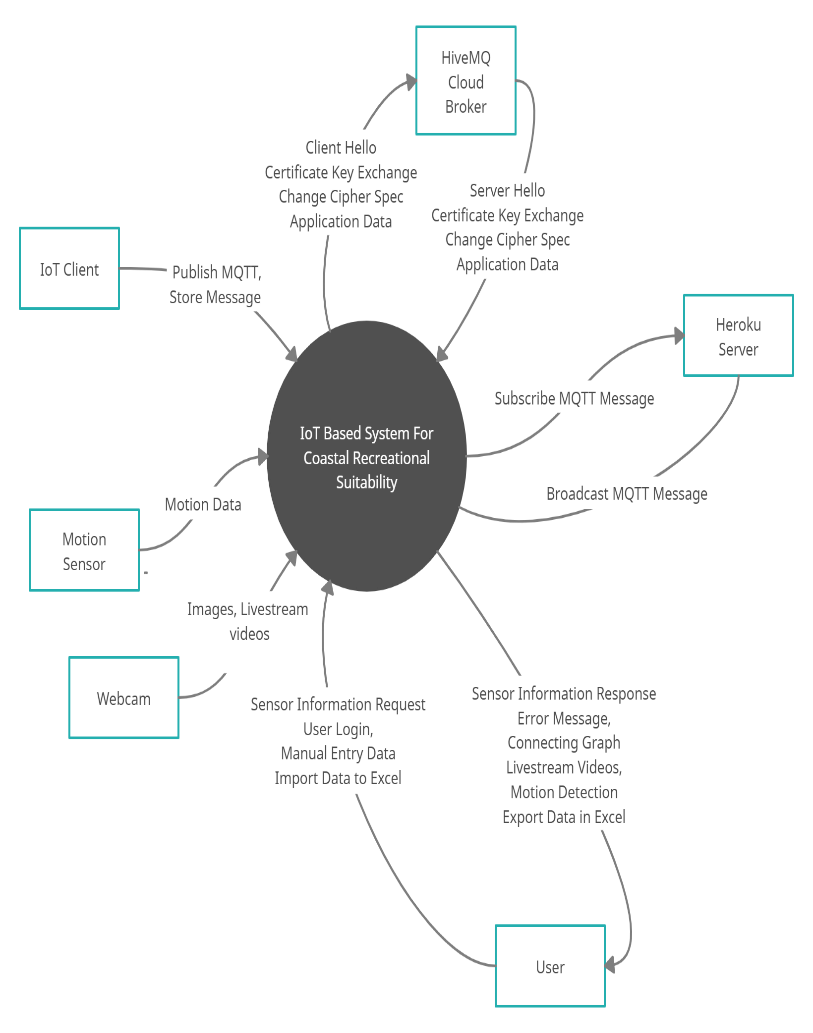 HiveMQ
Cloud
Broker
Client Hello
Certificate Key Exchange
Change Cipher Spec
Application Data
Server Hello
Certificate Key Exchange
Change Cipher Spec
Application Data
IoT Client
Publish MQTT,
Store Message
Heroku
Server
Subscribe MQTT Message
IoT Based System For
Coastal Recreational
Suitability
Broadcast MQTT Message
Motion Data
Motion
Sensor
-
Images, Livestream
videos
Webcam
Sensor Information Request
User Login,
Manual Entry Data
Import Data to Excel
Sensor Information Response
Error Message,
Connecting Graph
Livestream Videos,
Motion Detection
Export Data in Excel
User